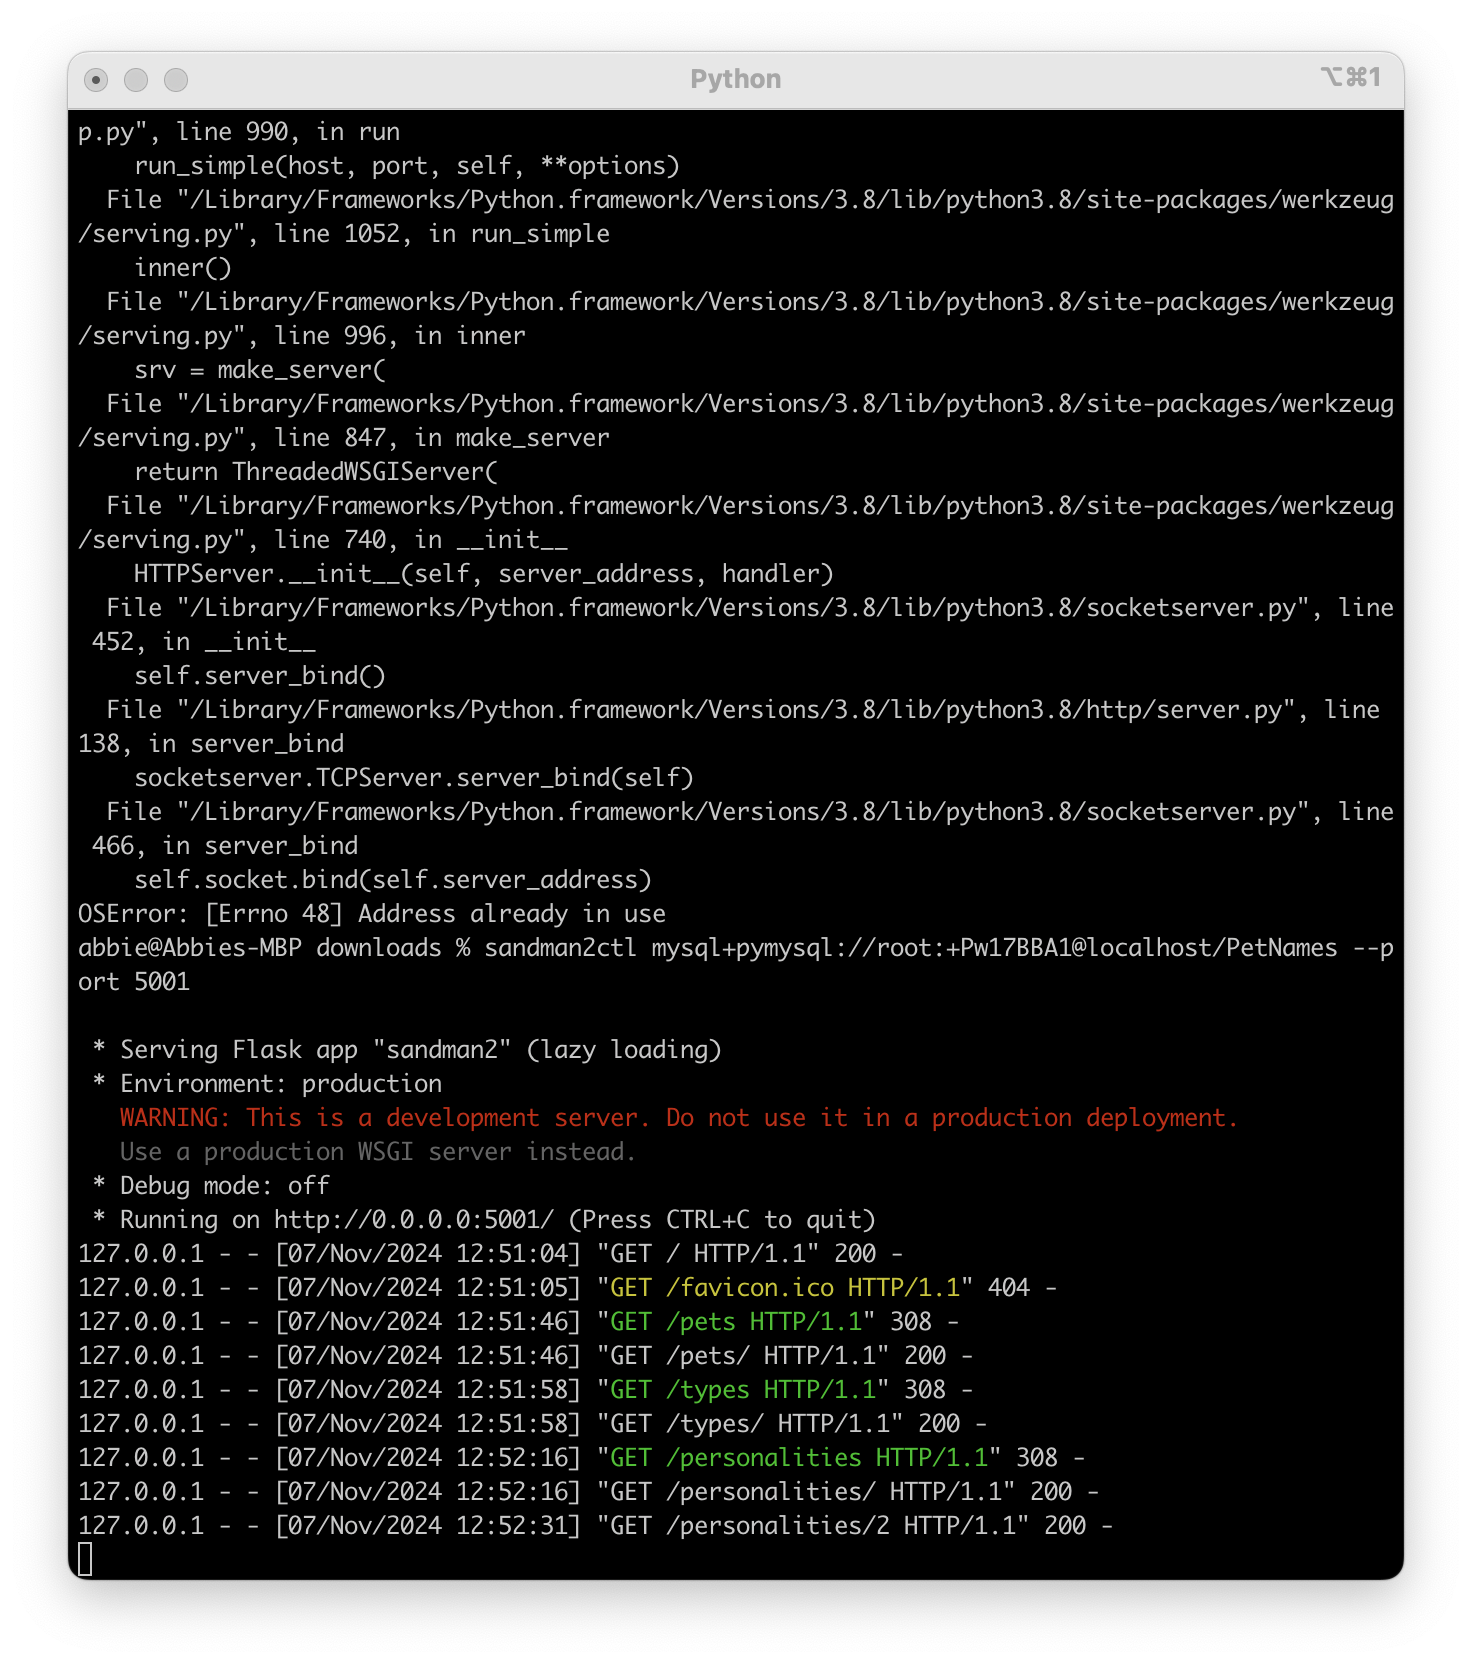 Python
⌥⌘1
p.py", line 990, in run
    run_simple(host, port, self, **options)
  File "/Library/Frameworks/Python.framework/Versions/3.8/lib/python3.8/site-packages/werkzeug
/serving.py", line 1052, in run_simple
    inner()
  File "/Library/Frameworks/Python.framework/Versions/3.8/lib/python3.8/site-packages/werkzeug
/serving.py", line 996, in inner
    srv = make_server(
  File "/Library/Frameworks/Python.framework/Versions/3.8/lib/python3.8/site-packages/werkzeug
/serving.py", line 847, in make_server
    return ThreadedWSGIServer(
  File "/Library/Frameworks/Python.framework/Versions/3.8/lib/python3.8/site-packages/werkzeug
/serving.py", line 740, in __init__
    HTTPServer.__init__(self, server_address, handler)
  File "/Library/Frameworks/Python.framework/Versions/3.8/lib/python3.8/socketserver.py", line
 452, in __init__
    self.server_bind()
  File "/Library/Frameworks/Python.framework/Versions/3.8/lib/python3.8/http/server.py", line
138, in server_bind
    socketserver.TCPServer.server_bind(self)
  File "/Library/Frameworks/Python.framework/Versions/3.8/lib/python3.8/socketserver.py", line
 466, in server_bind
    self.socket.bind(self.server_address)
OSError: [Errno 48] Address already in use
abbie@Abbies-MBP downloads % sandman2ctl mysql+pymysql://root:+Pw17BBA1@localhost/PetNames --p
ort 5001

 * Serving Flask app "sandman2" (lazy loading)
 * Environment: production
   WARNING: This is a development server. Do not use it in a production deployment.
   Use a production WSGI server instead.
 * Debug mode: off
 * Running on http://0.0.0.0:5001/ (Press CTRL+C to quit)
127.0.0.1 - - [07/Nov/2024 12:51:04] "GET / HTTP/1.1" 200 -
127.0.0.1 - - [07/Nov/2024 12:51:05] "GET /favicon.ico HTTP/1.1" 404 -
127.0.0.1 - - [07/Nov/2024 12:51:46] "GET /pets HTTP/1.1" 308 -
127.0.0.1 - - [07/Nov/2024 12:51:46] "GET /pets/ HTTP/1.1" 200 -
127.0.0.1 - - [07/Nov/2024 12:51:58] "GET /types HTTP/1.1" 308 -
127.0.0.1 - - [07/Nov/2024 12:51:58] "GET /types/ HTTP/1.1" 200 -
127.0.0.1 - - [07/Nov/2024 12:52:16] "GET /personalities HTTP/1.1" 308 -
127.0.0.1 - - [07/Nov/2024 12:52:16] "GET /personalities/ HTTP/1.1" 200 -
127.0.0.1 - - [07/Nov/2024 12:52:31] "GET /personalities/2 HTTP/1.1" 200 -